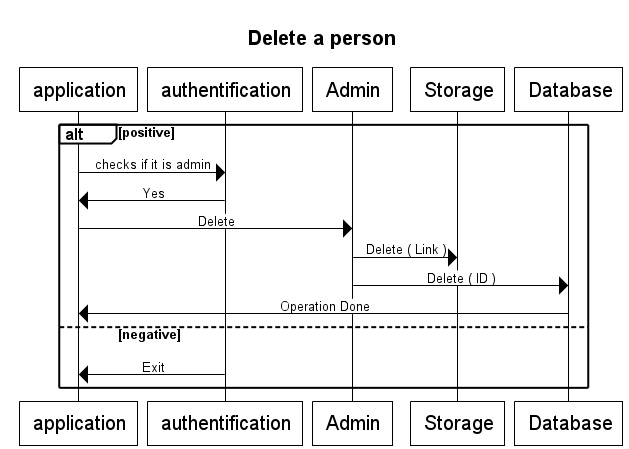 Delete a person
application authentification Admin Storage Database
alt [positive]
checks if it is admin
Yes
Delete
Delete ( Link )
Delete ( ID )
Operation Done
[negative]
Exit
application authentification Admin Storage Database